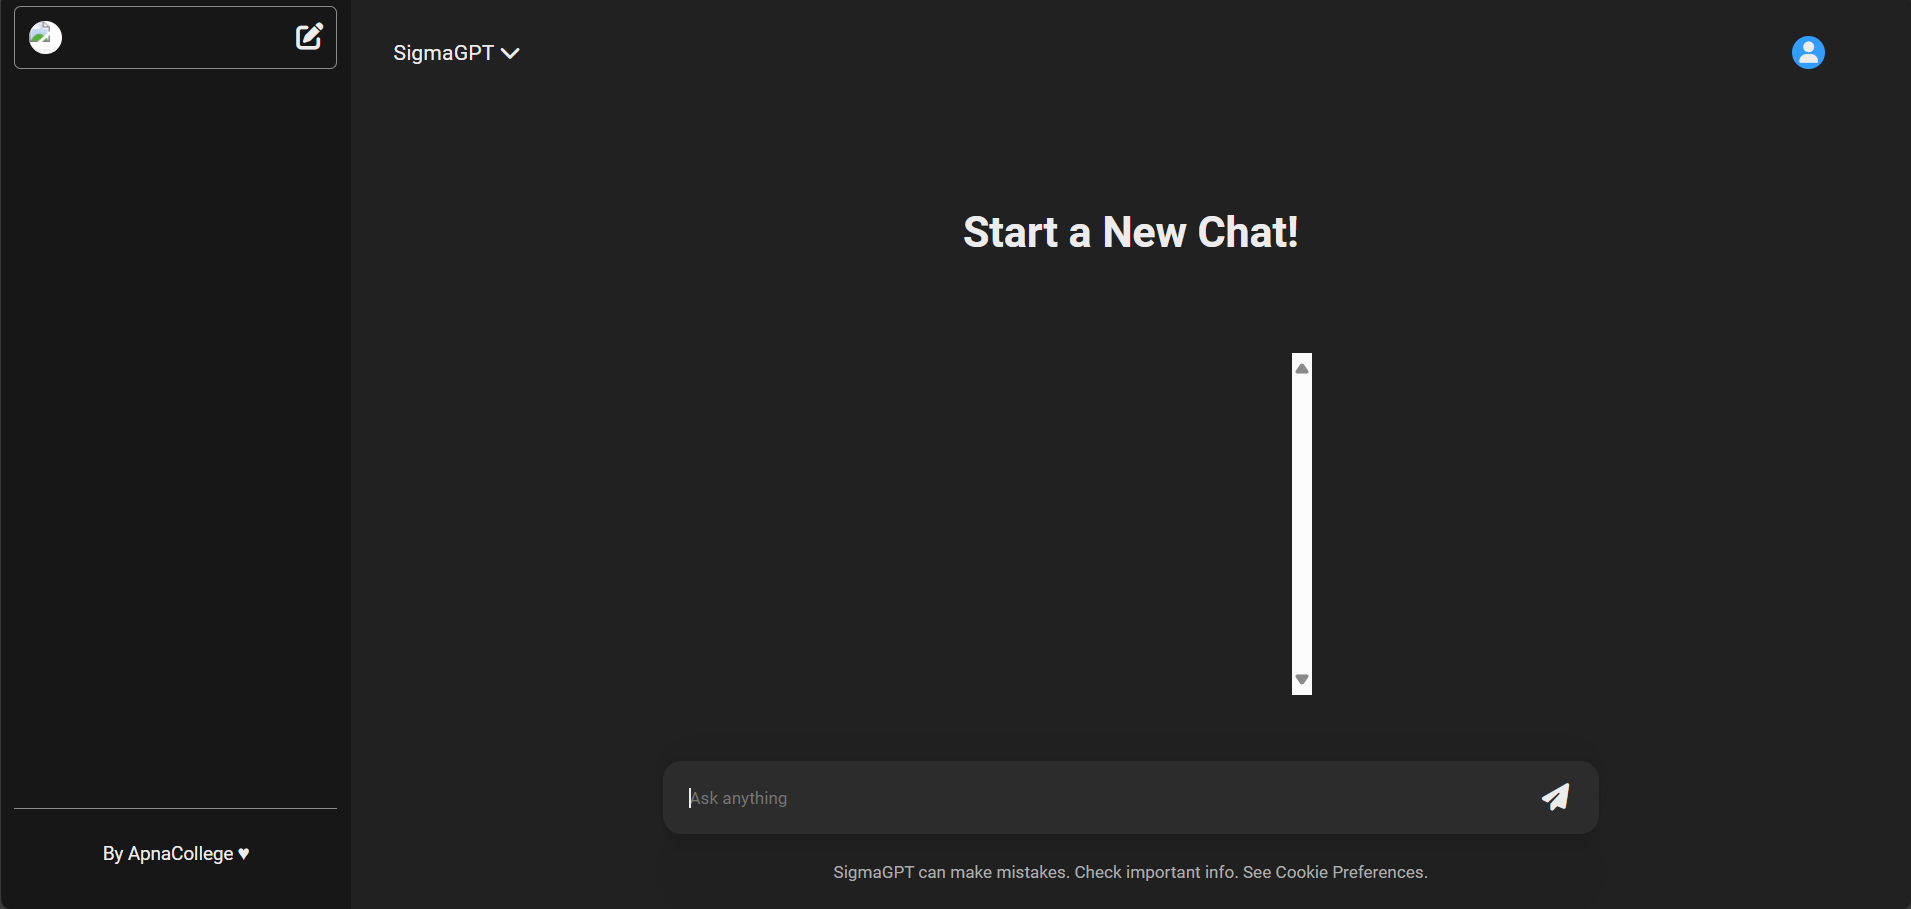 SigmaGPT
Start a New Chat!
Ask anything
By ApnaCollege ♥
SigmaGPT can make mistakes. Check important info. See Cookie Preferences.